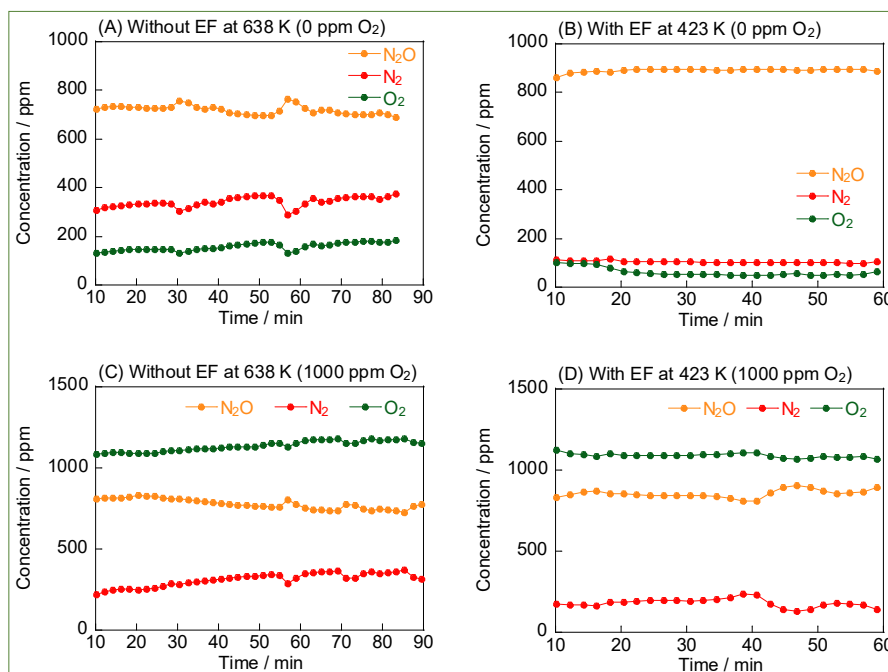 (A) Without EF at 638 K (0 ppm O₂)
1000
800
600
400
200
0
Concentration / ppm
N₂O
N₂
O₂
10 20 30 40 50 60 70 80 90
Time / min
(B) With EF at 423 K (0 ppm O₂)
1000
800
600
400
200
0
Concentration / ppm
N₂O
N₂
O₂
10 20 30 40 50 60
Time / min
(C) Without EF at 638 K (1000 ppm O₂)
1500
1000
500
0
Concentration / ppm
N₂O N₂ O₂
10 20 30 40 50 60 70 80 90
Time / min
(D) With EF at 423 K (1000 ppm O₂)
1500
1000
500
0
Concentration / ppm
N₂O N₂ O₂
10 20 30 40 50 60
Time / min